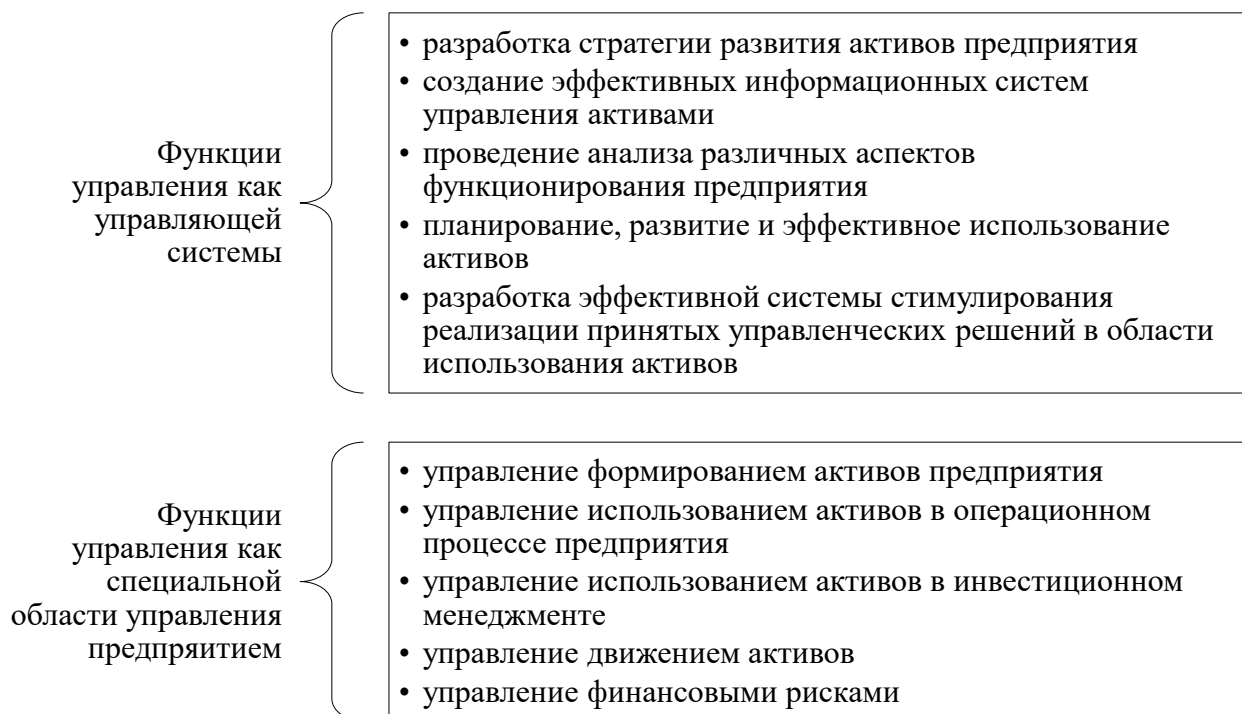 Функции
управления как
управляющей
системы
• разработка стратегии развития активов предприятия
• создание эффективных информационных систем
управления активами
• проведение анализа различных аспектов
функционирования предприятия
• планирование, развитие и эффективное использование
активов
• разработка эффективной системы стимулирования
реализации принятых управленческих решений в области
использования активов
Функции
управления как
специальной
области управления
предпряитием
• управление формированием активов предприятия
• управление использованием активов в операционном
процессе предприятия
• управление использованием активов в инвестиционном
менеджменте
• управление движением активов
• управление финансовыми рисками